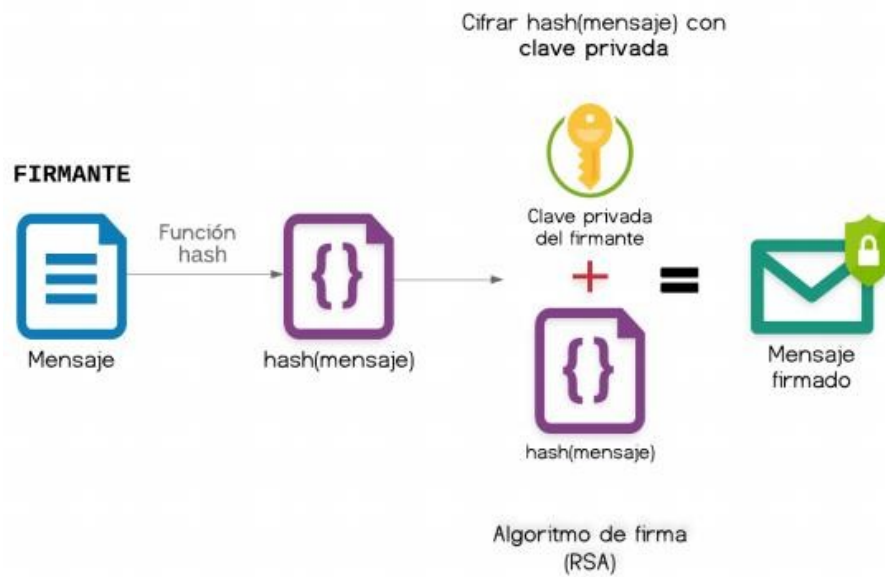 Cifrar hash(mensaje) con
clave privada
FIRMANTE
Función
hash
Clave privada
del firmante
Mensaje
hash(mensaje)
Mensaje
firmado
hash(mensaje)
Algoritmo de firma
(RSA)